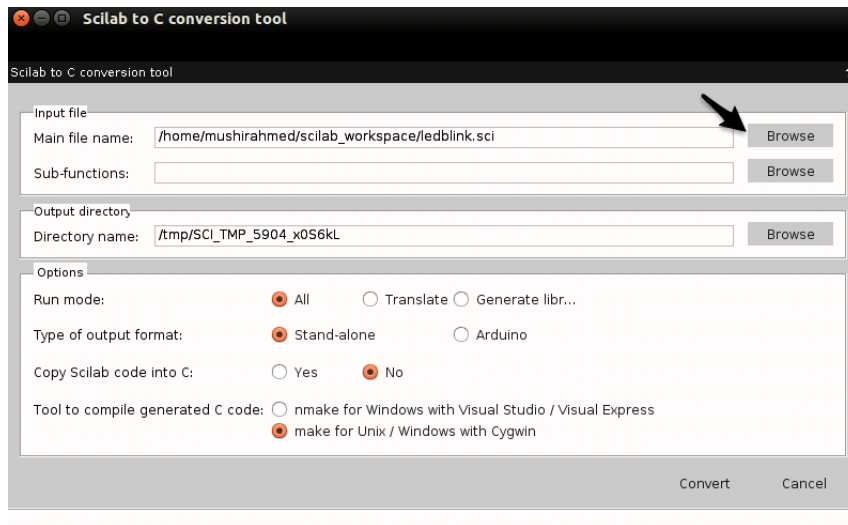 Scilab to C conversion tool
Scilab to C conversion tool
Input file
Main file name: /home/mushirahmed/scilab_workspace/ledblink.sci Browse
Sub-functions: Browse
Output directory
Directory name: /tmp/SCI_TMP_5904_x0S6kL Browse
Options
Run mode: All Translate Generate libr...
Type of output format: Stand-alone Arduino
Copy Scilab code into C: Yes No
Tool to compile generated C code: nmake for Windows with Visual Studio / Visual Express
make for Unix / Windows with Cygwin
Convert Cancel